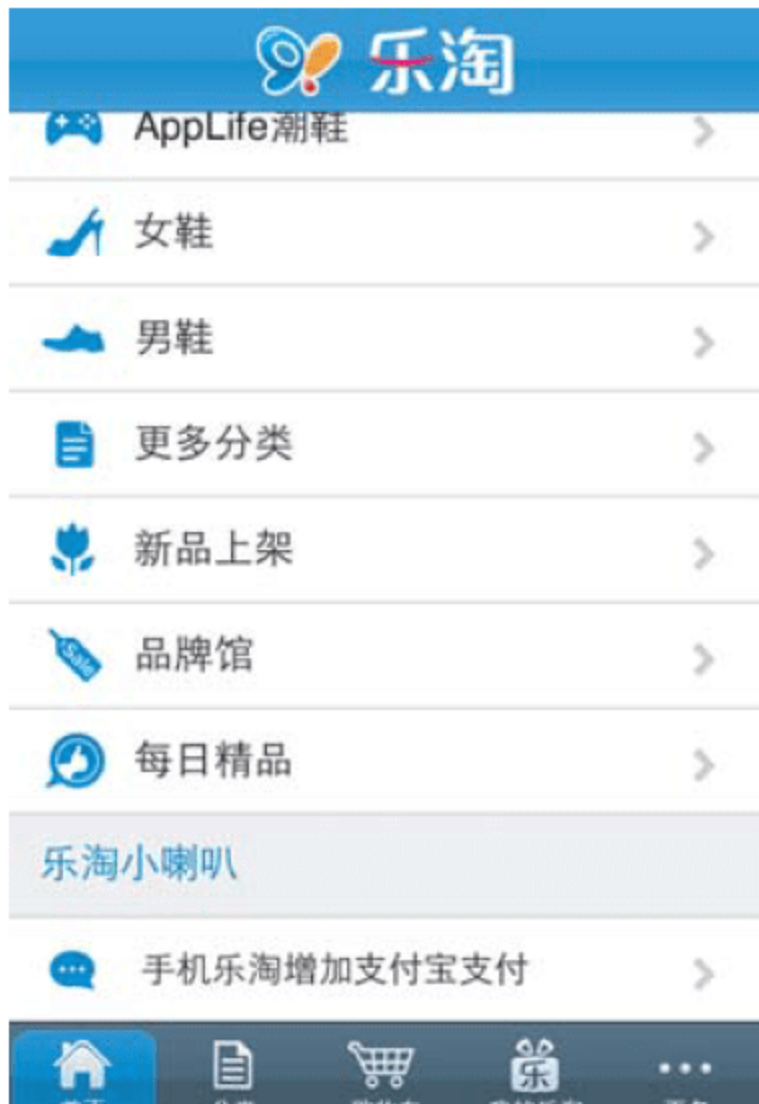 乐淘
AppLife潮鞋
女鞋
男鞋
更多分类
新品上架
Sale
品牌馆
每日精品
乐淘小喇叭
手机乐淘增加支付宝支付
乐